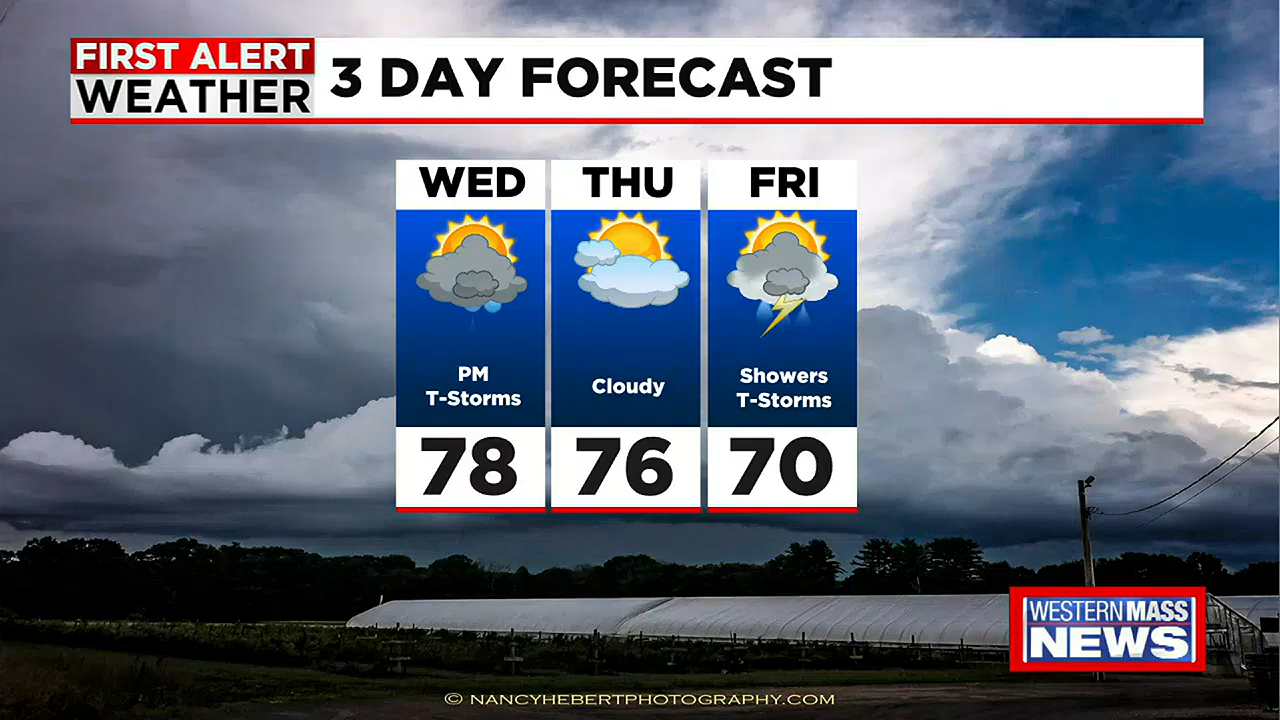 FIRST ALERT
WEATHER
3 DAY FORECAST
WED
THU
FRI
PM
T-Storms
Cloudy
Showers
T-Storms
78
76
70
WESTERN MASS
NEWS
© NANCYHEBERTPHOTOGRAPHY.COM